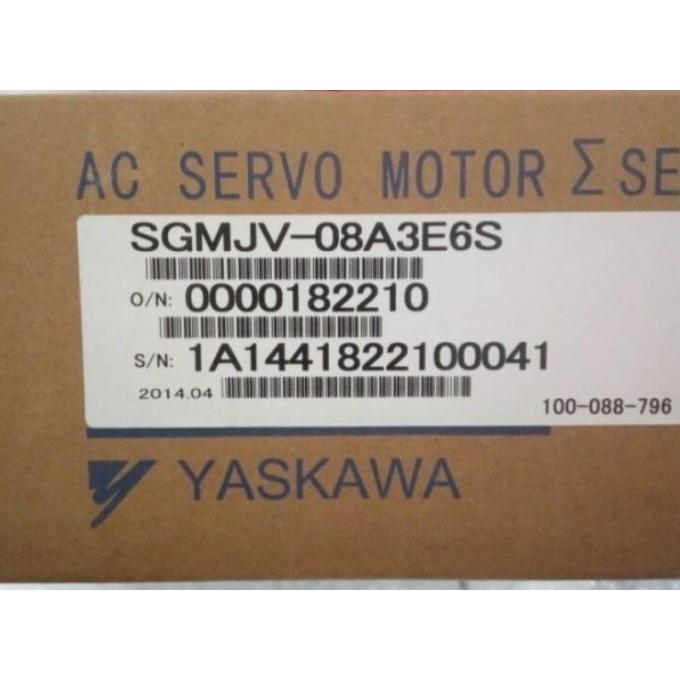 AC SERVO MOTOR Σ SE
SGMJV-08A3E6S
O/N: 0000182210
S/N: 1A1441822100041
2014.04
100-088-796
YASKAWA